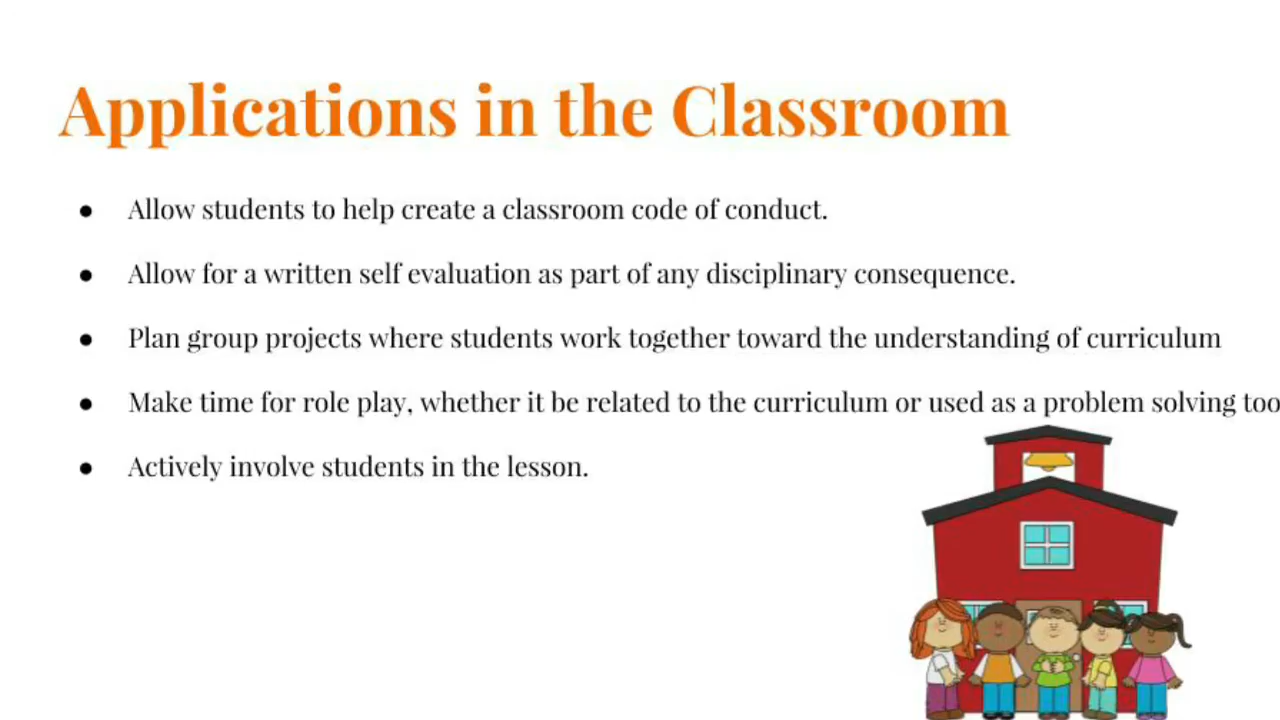 Applications in the Classroom
● Allow students to help create a classroom code of conduct.
● Allow for a written self evaluation as part of any disciplinary consequence.
● Plan group projects where students work together toward the understanding of curriculum
● Make time for role play, whether it be related to the curriculum or used as a problem solving too
● Actively involve students in the lesson.